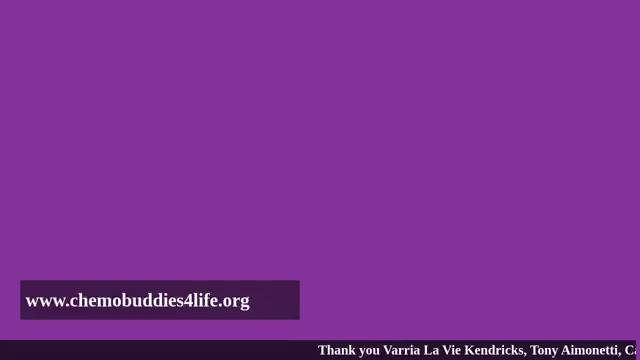 www.chemobuddies4life.org
Thank you Varria La Vie Kendricks, Tony Aimonetti,